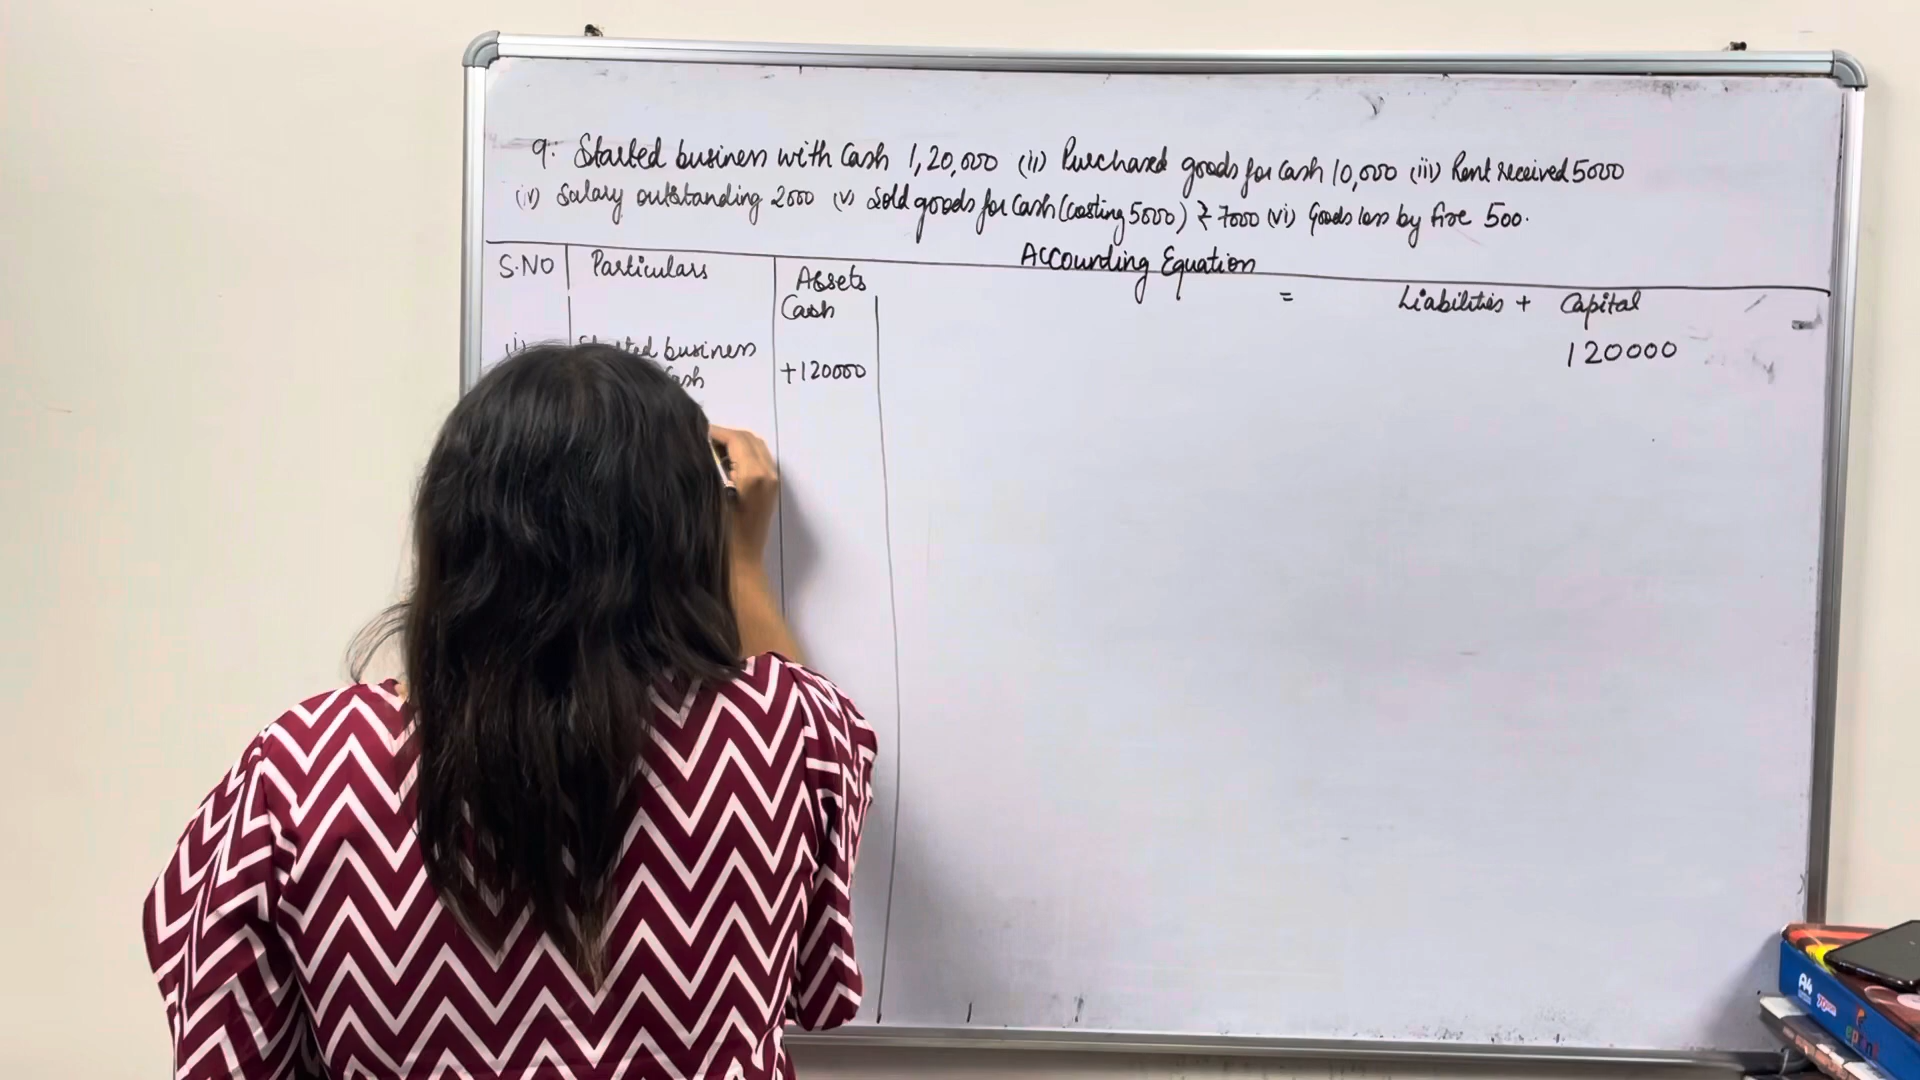 9. Started business with Cash 1,20,000 (ii) Purchased goods for Cash 10,000 (iii) Rent received 5000
(iv) Salary outstanding 2000 (v) Sold goods for Cash (costing 5000) ₹ 7000 (vi) Goods loss by fire 500.
Accounting Equation
S.NO Particulars Assets = Liabilities + Capital
Cash
(i) Started business 120000
Cash +120000
A4